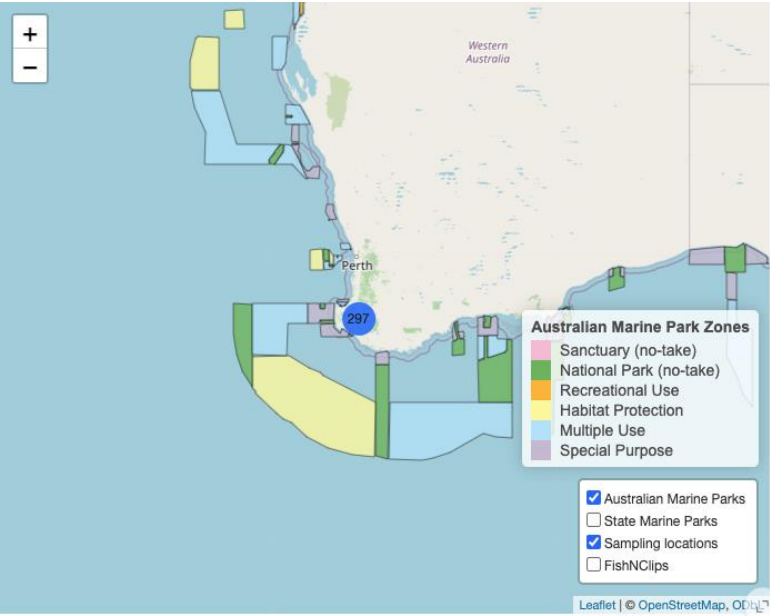 +
−
Western
Australia
Perth
297
Australian Marine Park Zones
Sanctuary (no-take)
National Park (no-take)
Recreational Use
Habitat Protection
Multiple Use
Special Purpose
Australian Marine Parks
State Marine Parks
Sampling locations
FishNClips
Leaflet | © OpenStreetMap, ODbL